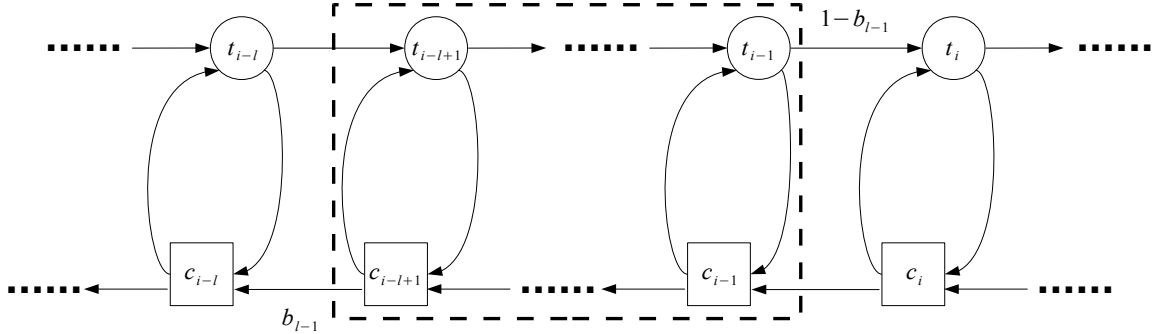 1−b_{l−1}
t_{i−l} t_{i−l+1} t_{i−1} t_i
c_{i−l} c_{i−l+1} c_{i−1} c_i
b_{l−1}